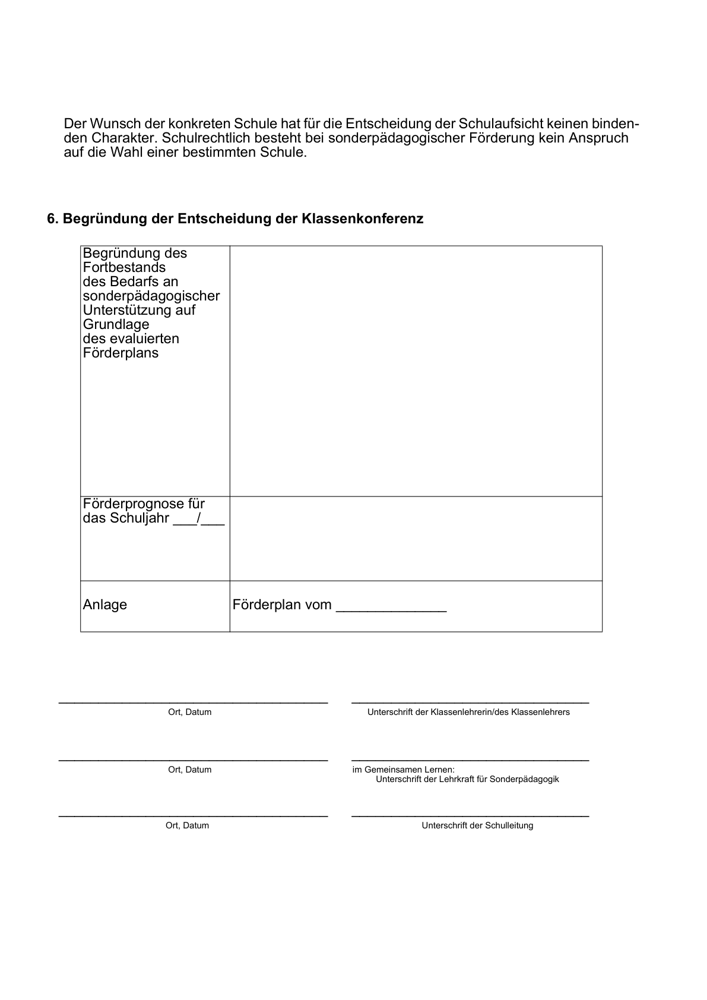 Der Wunsch der konkreten Schule hat für die Entscheidung der Schulaufsicht keinen binden-
den Charakter. Schulrechtlich besteht bei sonderpädagogischer Förderung kein Anspruch
auf die Wahl einer bestimmten Schule.
6. Begründung der Entscheidung der Klassenkonferenz
Begründung des
Fortbestands
des Bedarfs an
sonderpädagogischer
Unterstützung auf
Grundlage
des evaluierten
Förderplans
Förderprognose für
das Schuljahr ___/___
Anlage
Förderplan vom ______________
Ort, Datum
Unterschrift der Klassenlehrerin/des Klassenlehrers
Ort, Datum
im Gemeinsamen Lernen:
Unterschrift der Lehrkraft für Sonderpädagogik
Ort, Datum
Unterschrift der Schulleitung